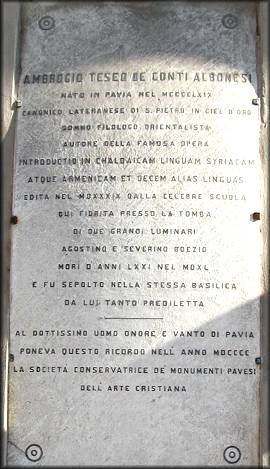 AMBROGIO TESEO DE CONTI ALBONESI
NATO IN PAVIA NEL MCCCCLXIX
CANONICO LATERANESE DI S. PIETRO IN CIEL D'ORO
SOMMO FILOLOGO ORIENTALISTA
AUTORE DELLA FAMOSA OPERA
INTRODUCTIO IN CHALDAICAM LINGUAM SYRIACAM
ATQUE ARMENICAM ET DECEM ALIAS LINGUAS
EDITA NEL MDXXXIX DALLA CELEBRE SCUOLA
QUI FIORITA PRESSO LA TOMBA
DI DUE GRANDI LUMINARI
AGOSTINO E SEVERINO BOEZIO
MORI D'ANNI LXXI NEL MDXL
E FU SEPOLTO NELLA STESSA BASILICA
DA LUI TANTO PREDILETTA
AL DOTTISSIMO UOMO ONORE E VANTO DI PAVIA
PONEVA QUESTO RICORDO NELL ANNO MDCCCC
LA SOCIETÀ CONSERVATRICE DE MONUMENTI PAVESI
DELL ARTE CRISTIANA